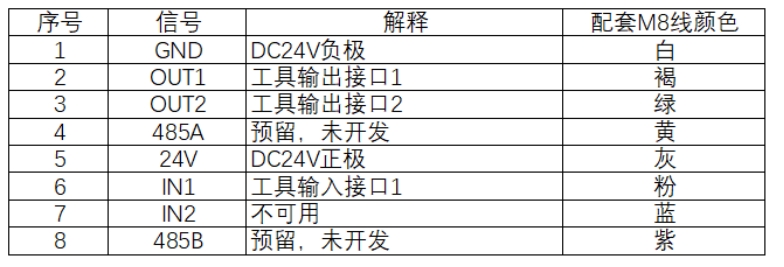 序号 信号 解释 配套M8线颜色
1 GND DC24V负极 白
2 OUT1 工具输出接口1 褐
3 OUT2 工具输出接口2 绿
4 485A 预留，未开发 黄
5 24V DC24V正极 灰
6 IN1 工具输入接口1 粉
7 IN2 不可用 蓝
8 485B 预留，未开发 紫